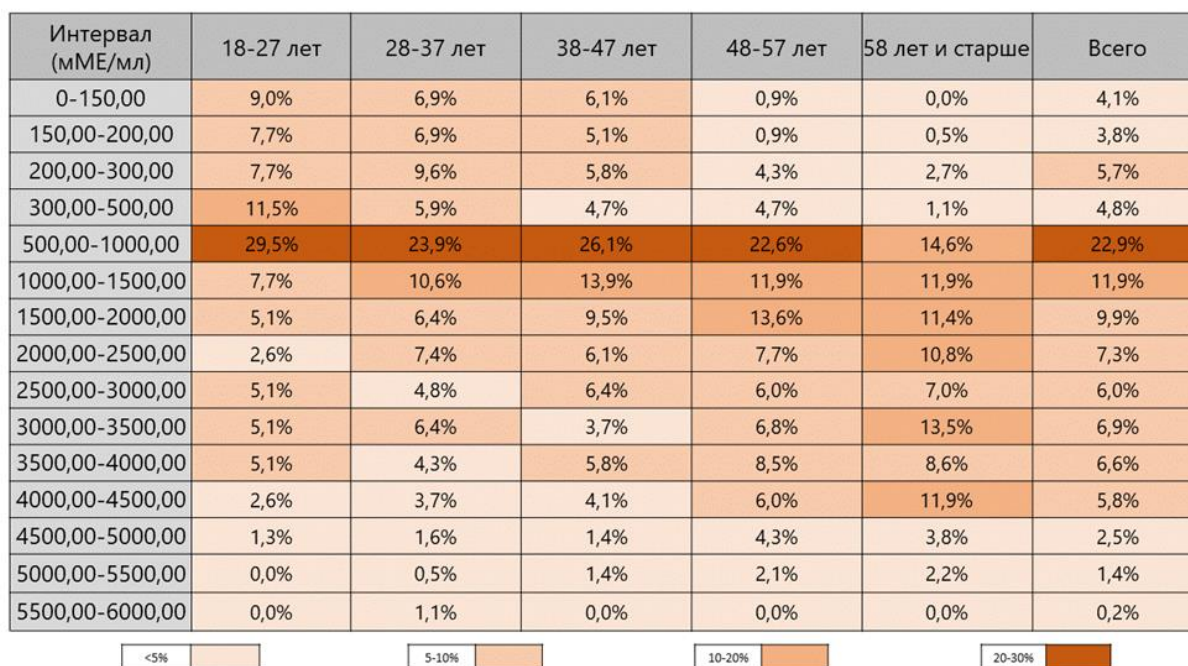 Интервал (мМЕ/мл) 18-27 лет 28-37 лет 38-47 лет 48-57 лет 58 лет и старше Всего
0-150,00 9,0% 6,9% 6,1% 0,9% 0,0% 4,1%
150,00-200,00 7,7% 6,9% 5,1% 0,9% 0,5% 3,8%
200,00-300,00 7,7% 9,6% 5,8% 4,3% 2,7% 5,7%
300,00-500,00 11,5% 5,9% 4,7% 4,7% 1,1% 4,8%
500,00-1000,00 29,5% 23,9% 26,1% 22,6% 14,6% 22,9%
1000,00-1500,00 7,7% 10,6% 13,9% 11,9% 11,9% 11,9%
1500,00-2000,00 5,1% 6,4% 9,5% 13,6% 11,4% 9,9%
2000,00-2500,00 2,6% 7,4% 6,1% 7,7% 10,8% 7,3%
2500,00-3000,00 5,1% 4,8% 6,4% 6,0% 7,0% 6,0%
3000,00-3500,00 5,1% 6,4% 3,7% 6,8% 13,5% 6,9%
3500,00-4000,00 5,1% 4,3% 5,8% 8,5% 8,6% 6,6%
4000,00-4500,00 2,6% 3,7% 4,1% 6,0% 11,9% 5,8%
4500,00-5000,00 1,3% 1,6% 1,4% 4,3% 3,8% 2,5%
5000,00-5500,00 0,0% 0,5% 1,4% 2,1% 2,2% 1,4%
5500,00-6000,00 0,0% 1,1% 0,0% 0,0% 0,0% 0,2%
<5% 5-10% 10-20% 20-30%